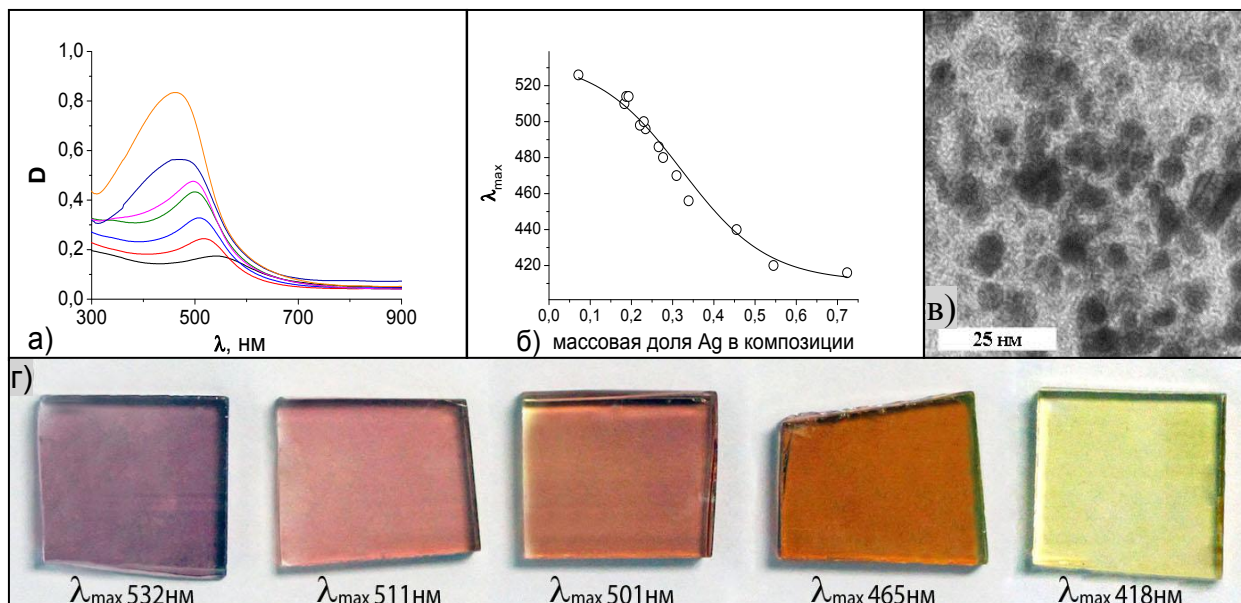 1,0
0,8
0,6
0,4
0,2
0,0
D
300 500 700 900
λ, нм
а)
520
500
480
460
440
420
λmax
0,0 0,1 0,2 0,3 0,4 0,5 0,6 0,7
б) массовая доля Ag в композиции
в)
25 нм
г)
λmax 532нм λmax 511нм λmax 501нм λmax 465нм λmax 418нм